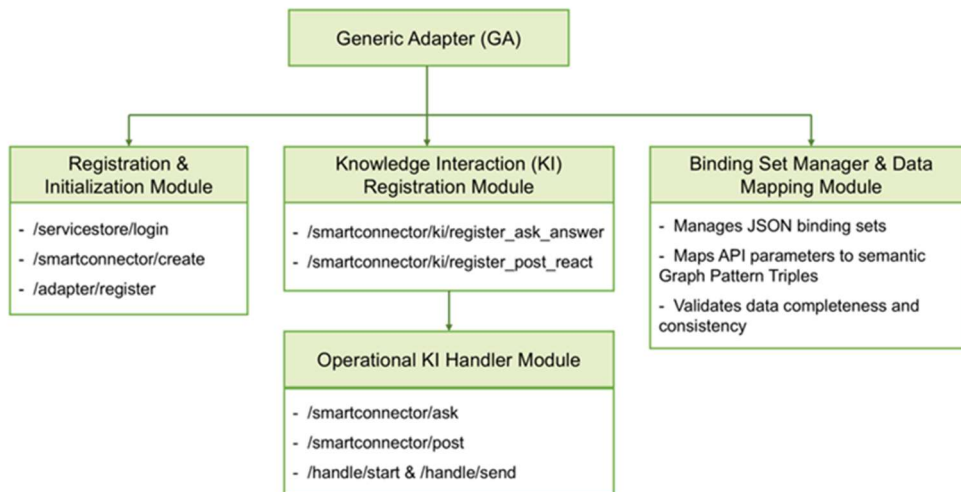 Generic Adapter (GA)
Registration &
Initialization Module
- /servicestore/login
- /smartconnector/create
- /adapter/register
Knowledge Interaction (KI)
Registration Module
- /smartconnector/ki/register_ask_answer
- /smartconnector/ki/register_post_react
Binding Set Manager & Data
Mapping Module
- Manages JSON binding sets
- Maps API parameters to semantic
Graph Pattern Triples
- Validates data completeness and
consistency
Operational KI Handler Module
- /smartconnector/ask
- /smartconnector/post
- /handle/start & /handle/send